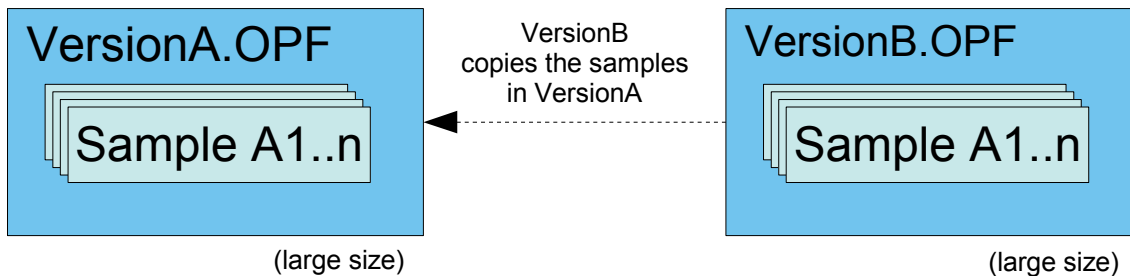 VersionA.OPF
Sample A1..n
(large size)
VersionB
copies the samples
in VersionA
VersionB.OPF
Sample A1..n
(large size)